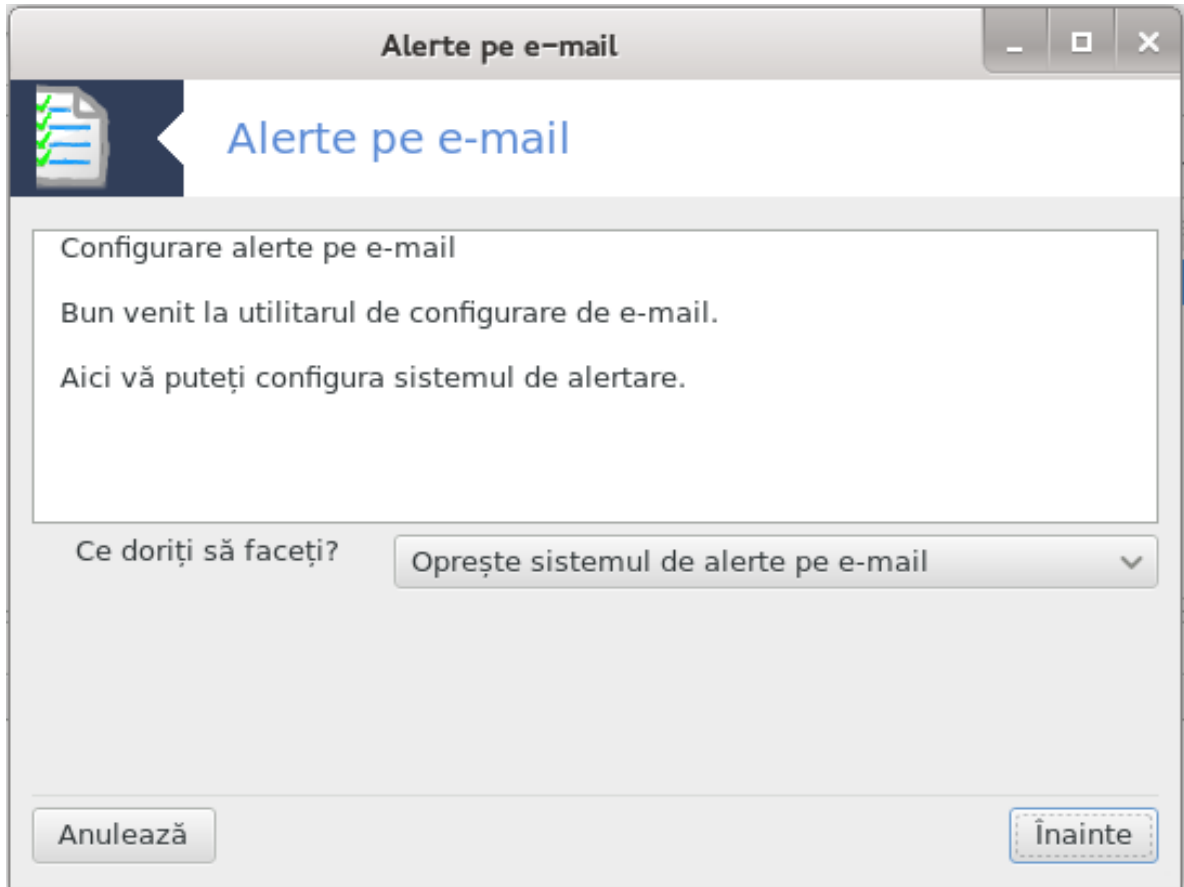 Alerte pe e-mail
Alerte pe e-mail
Configurare alerte pe e-mail
Bun venit la utilitarul de configurare de e-mail.
Aici vă puteți configura sistemul de alertare.
Ce doriți să faceți?
Oprește sistemul de alerte pe e-mail
Anulează
Înainte